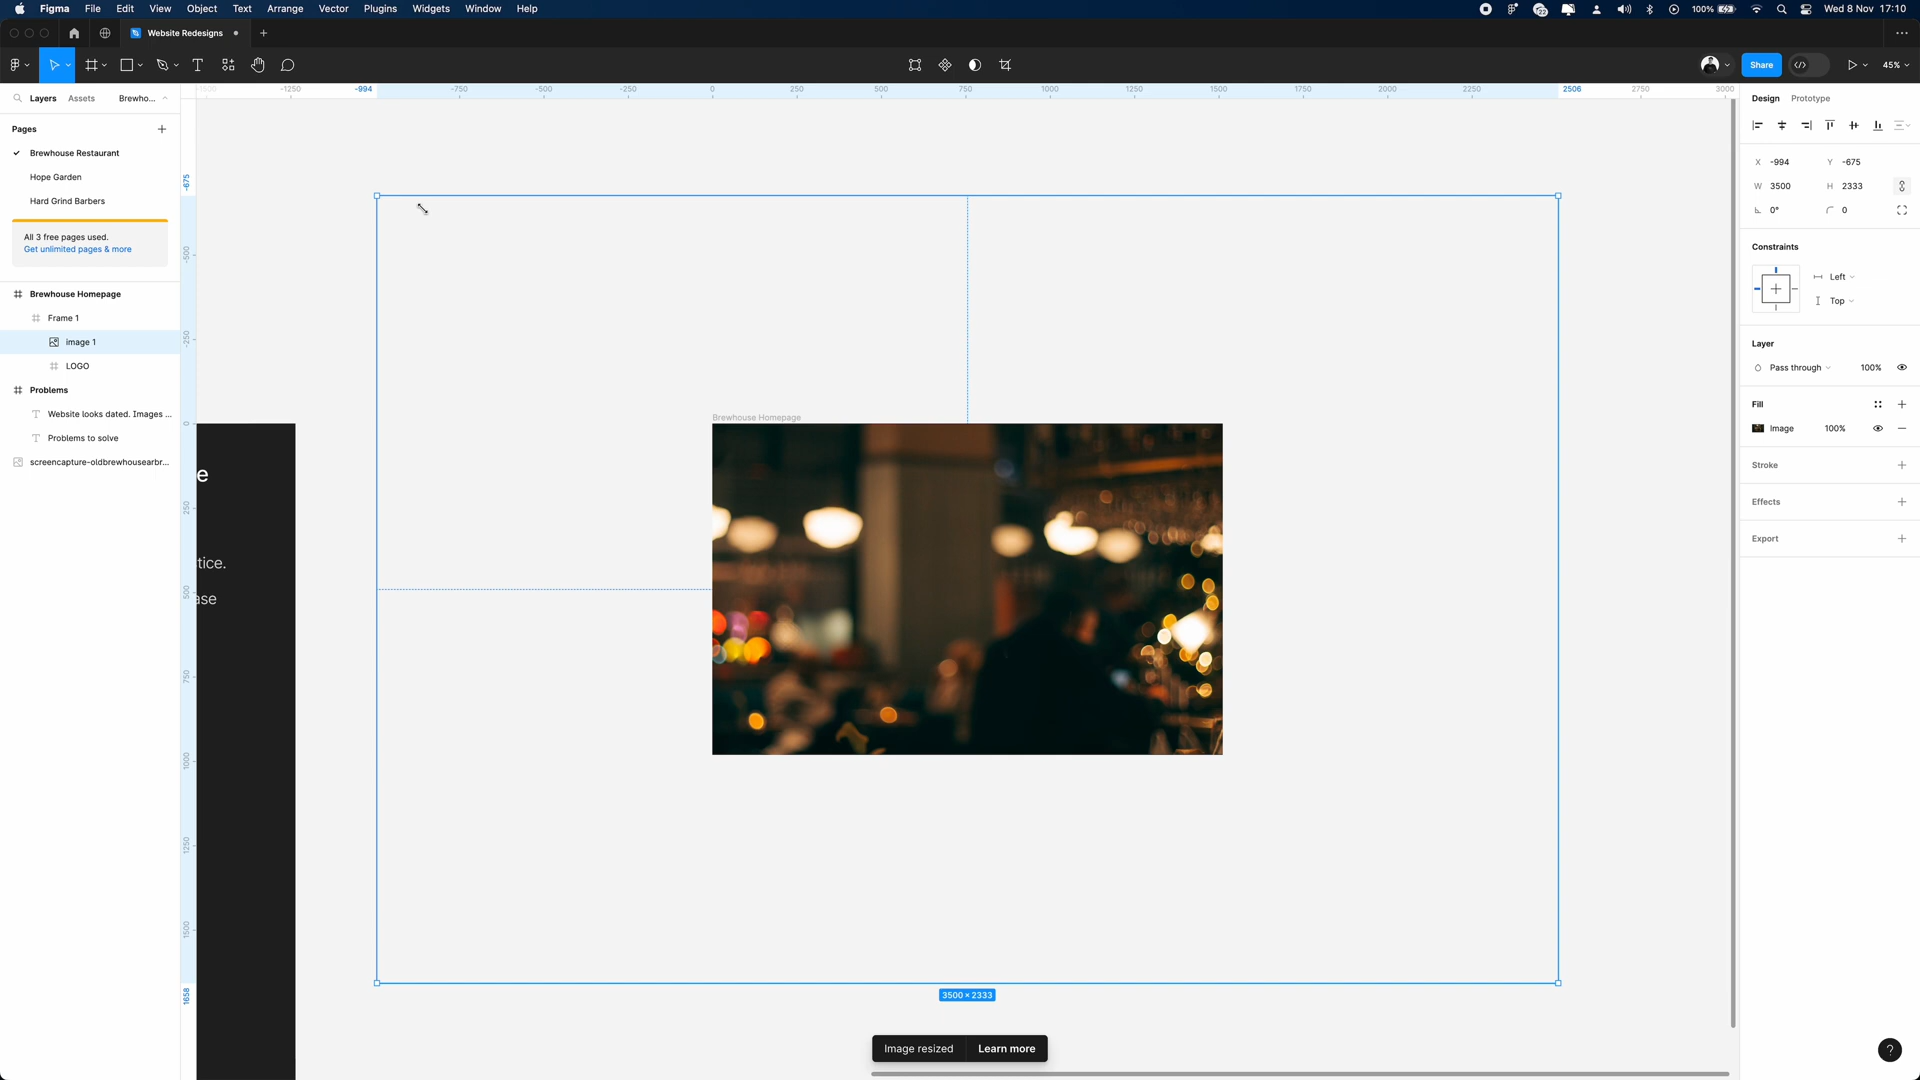 Figma File Edit View Object Text Arrange Vector Plugins Widgets Window Help
22 100% Wed 8 Nov 17:10
Website Redesigns
Share 45%
Layers Assets Brewho...
Pages
Brewhouse Restaurant
Hope Garden
Hard Grind Barbers
All 3 free pages used.
Get unlimited pages & more
Brewhouse Homepage
Frame 1
image 1
LOGO
Problems
Website looks dated. Images ...
Problems to solve
screencapture-oldbrewhousearbr...
-1250 -994 -750 -500 -250 0 250 500 750 1000 1250 1500 1750 2000 2250 2506 2750 3000
-675
-500
-250
0
250
500
750
1000
1250
1500
1658
e
tice.
ase
Brewhouse Homepage
3500 × 2333
Image resized Learn more
Design Prototype
X -994 Y -675
W 3500 H 2333
0° 0
Constraints
Left
Top
Layer
Pass through 100%
Fill
Image 100%
Stroke
Effects
Export
?